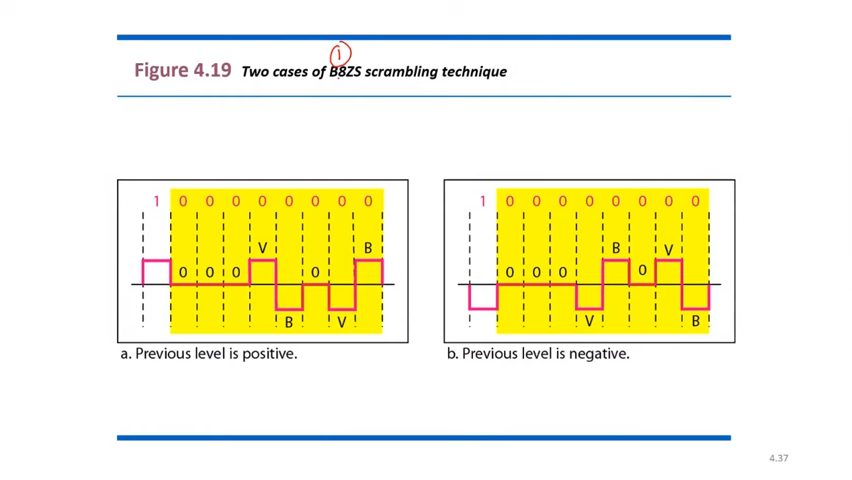 1
Figure 4.19 Two cases of B8ZS scrambling technique
1 0 0 0 0 0 0 0 0
V B
0 0 0 0
B V
a. Previous level is positive.
1 0 0 0 0 0 0 0 0
B V
0 0 0 0
V B
b. Previous level is negative.
4.37